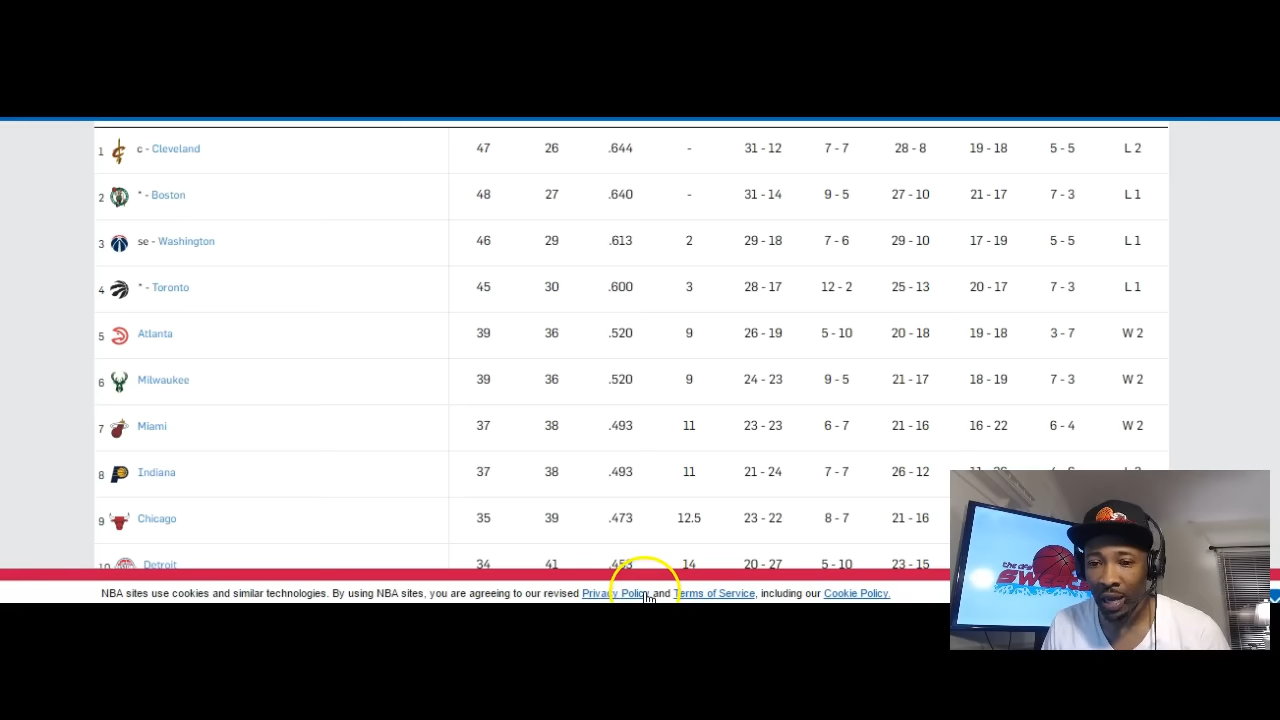 1 c - Cleveland 47 26 .644 - 31 - 12 7 - 7 28 - 8 19 - 18 5 - 5 L 2
2 * - Boston 48 27 .640 - 31 - 14 9 - 5 27 - 10 21 - 17 7 - 3 L 1
3 se - Washington 46 29 .613 2 29 - 18 7 - 6 29 - 10 17 - 19 5 - 5 L 1
4 * - Toronto 45 30 .600 3 28 - 17 12 - 2 25 - 13 20 - 17 7 - 3 L 1
5 Atlanta 39 36 .520 9 26 - 19 5 - 10 20 - 18 19 - 18 3 - 7 W 2
6 Milwaukee 39 36 .520 9 24 - 23 9 - 5 21 - 17 18 - 19 7 - 3 W 2
7 Miami 37 38 .493 11 23 - 23 6 - 7 21 - 16 16 - 22 6 - 4 W 2
8 Indiana 37 38 .493 11 21 - 24 7 - 7 26 - 12
9 Chicago 35 39 .473 12.5 23 - 22 8 - 7 21 - 16
10 Detroit 34 41 14 20 - 27 5 - 10 23 - 15
NBA sites use cookies and similar technologies. By using NBA sites, you are agreeing to our revised Privacy Policy and Terms of Service, including our Cookie Policy.